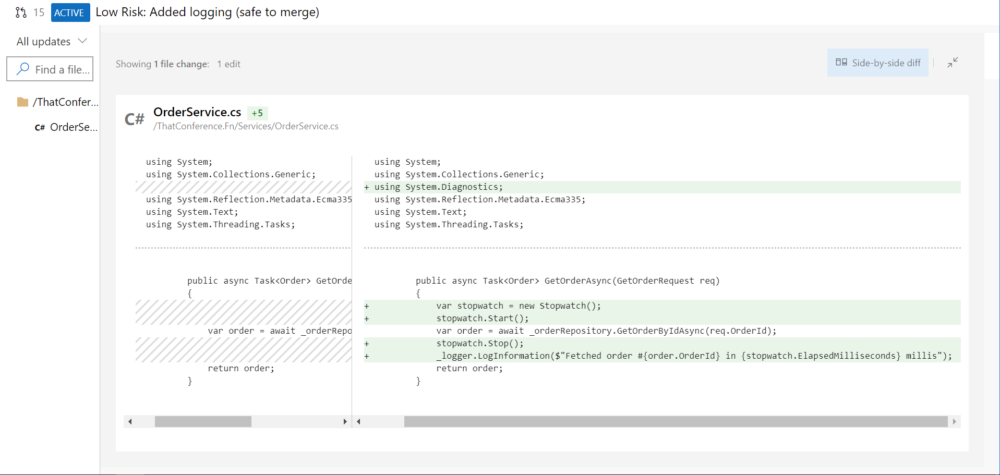 15 ACTIVE Low Risk: Added logging (safe to merge)
All updates
Find a file...
/ThatConfer...
C# OrderSe...
Showing 1 file change: 1 edit
Side-by-side diff
C# OrderService.cs +5
/ThatConference.Fn/Services/OrderService.cs
using System;
using System.Collections.Generic;
using System.Reflection.Metadata.Ecma335
using System.Text;
using System.Threading.Tasks;
public async Task<Order> GetOrde
{
var order = await _orderRepo
return order;
}
using System;
using System.Collections.Generic;
+ using System.Diagnostics;
using System.Reflection.Metadata.Ecma335;
using System.Text;
using System.Threading.Tasks;
public async Task<Order> GetOrderAsync(GetOrderRequest req)
{
+ var stopwatch = new Stopwatch();
+ stopwatch.Start();
var order = await _orderRepository.GetOrderByIdAsync(req.OrderId);
+ stopwatch.Stop();
+ _logger.LogInformation($"Fetched order #{order.OrderId} in {stopwatch.ElapsedMilliseconds} millis");
return order;
}